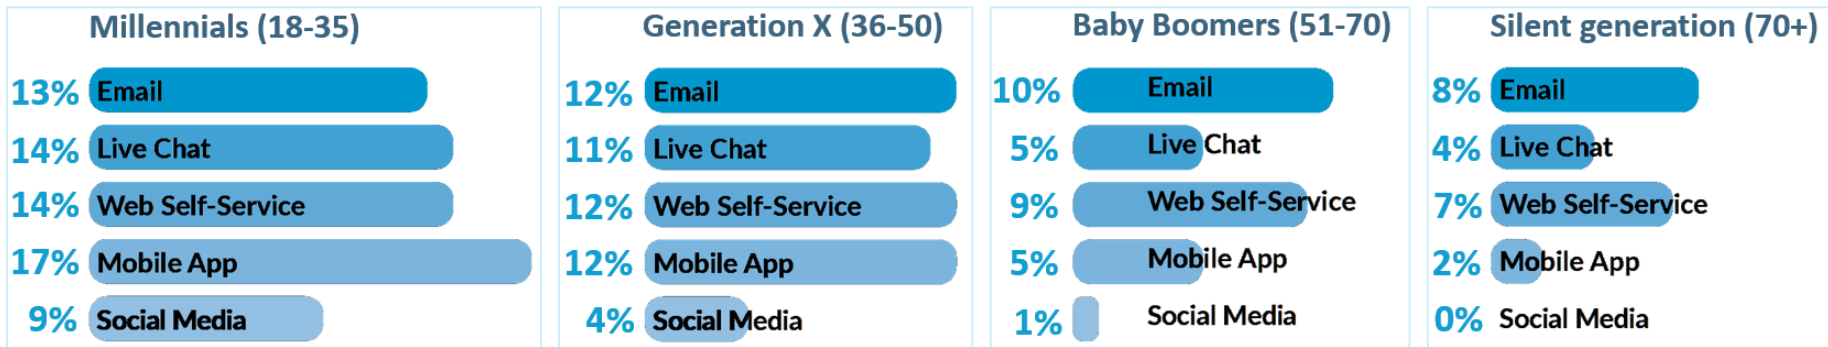 Millennials (18-35)
13% Email
14% Live Chat
14% Web Self-Service
17% Mobile App
9% Social Media
Generation X (36-50)
12% Email
11% Live Chat
12% Web Self-Service
12% Mobile App
4% Social Media
Baby Boomers (51-70)
10% Email
5% Live Chat
9% Web Self-Service
5% Mobile App
1% Social Media
Silent generation (70+)
8% Email
4% Live Chat
7% Web Self-Service
2% Mobile App
0% Social Media